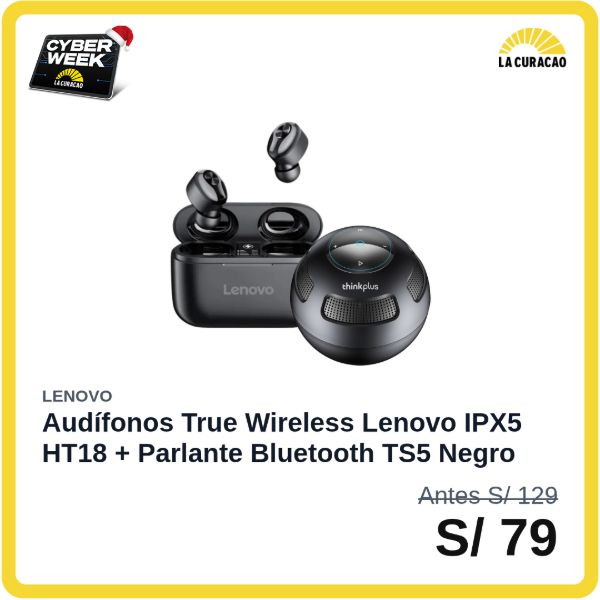 CYBER
WEEK
LA CURACAO
LA CURACAO
Lenovo
thinkplus
LENOVO
Audífonos True Wireless Lenovo IPX5
HT18 + Parlante Bluetooth TS5 Negro
Antes S/ 129
S/ 79